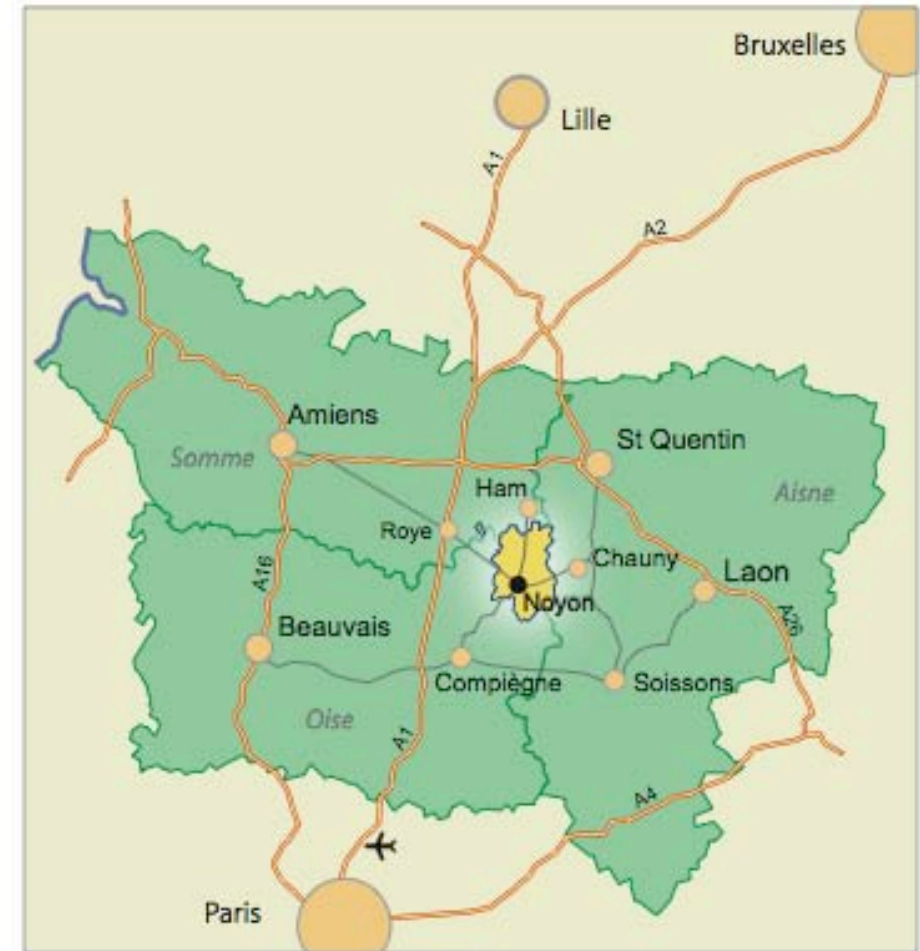 Bruxelles
Lille
A1
A2
Amiens
St Quentin
Somme
Ham
Aisne
Roye
Chauny
Laon
A16
Noyon
A26
Beauvais
Compiègne
Soissons
Oise
A1
A4
Paris